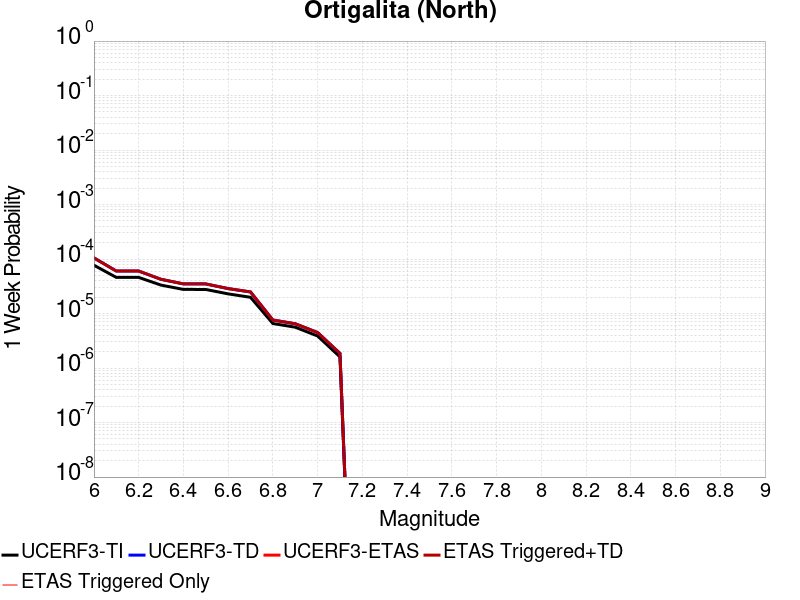 Ortigalita (North)
10^0
10^-1
10^-2
10^-3
10^-4
10^-5
10^-6
10^-7
10^-8
1 Week Probability
6 6.2 6.4 6.6 6.8 7 7.2 7.4 7.6 7.8 8 8.2 8.4 8.6 8.8 9
Magnitude
UCERF3-TI UCERF3-TD UCERF3-ETAS ETAS Triggered+TD
ETAS Triggered Only